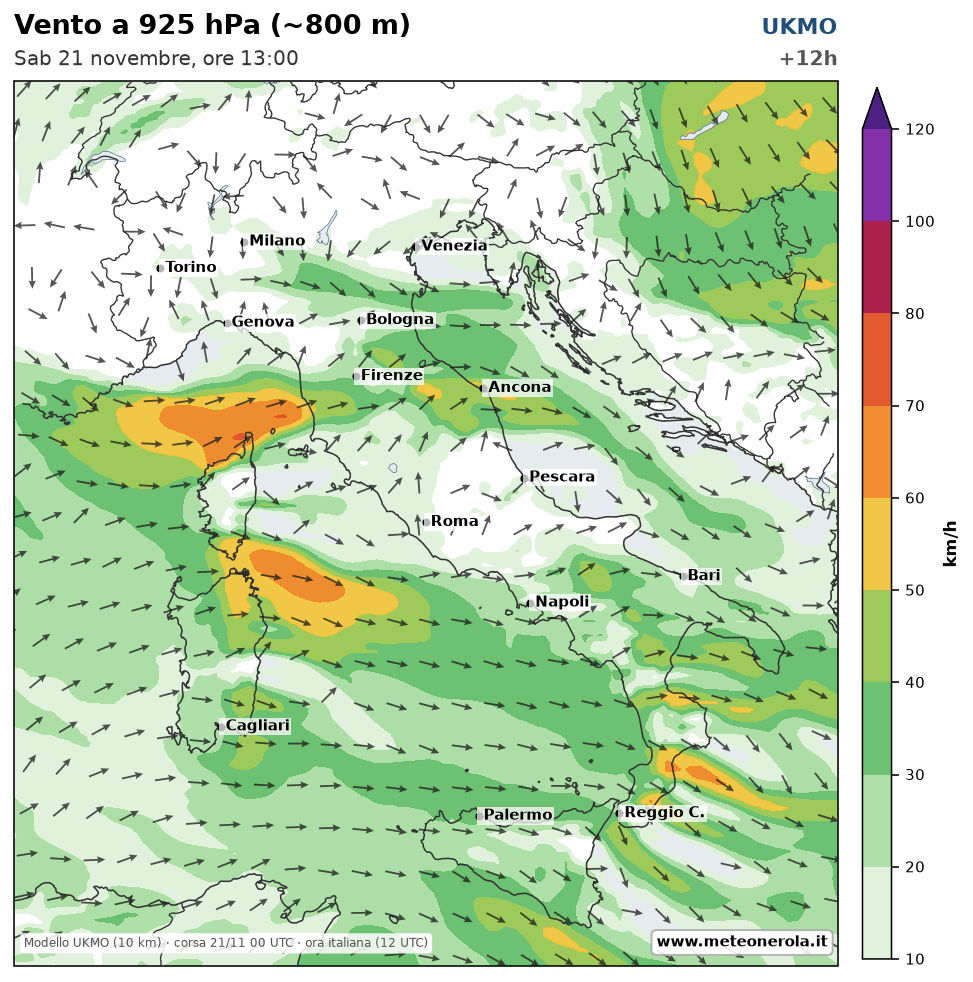 Vento a 925 hPa (~800 m)
UKMO
Sab 21 novembre, ore 13:00
+12h
Milano
Venezia
Torino
Genova
Bologna
Firenze
Ancona
Pescara
Roma
Bari
Napoli
Cagliari
Palermo
Reggio C.
120
100
80
70
60
50
40
30
20
10
km/h
Modello UKMO (10 km) · corsa 21/11 00 UTC · ora italiana (12 UTC)
www.meteonerola.it